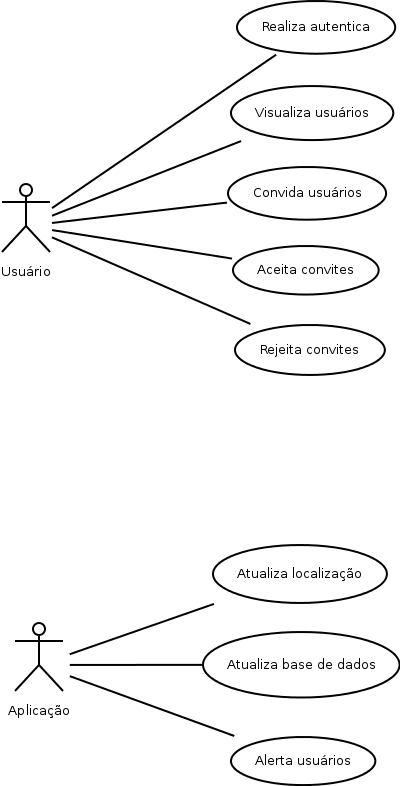 Realiza autentica
Visualiza usuários
Convida usuários
Usuário
Aceita convites
Rejeita convites
Atualiza localização
Atualiza base de dados
Aplicação
Alerta usuários